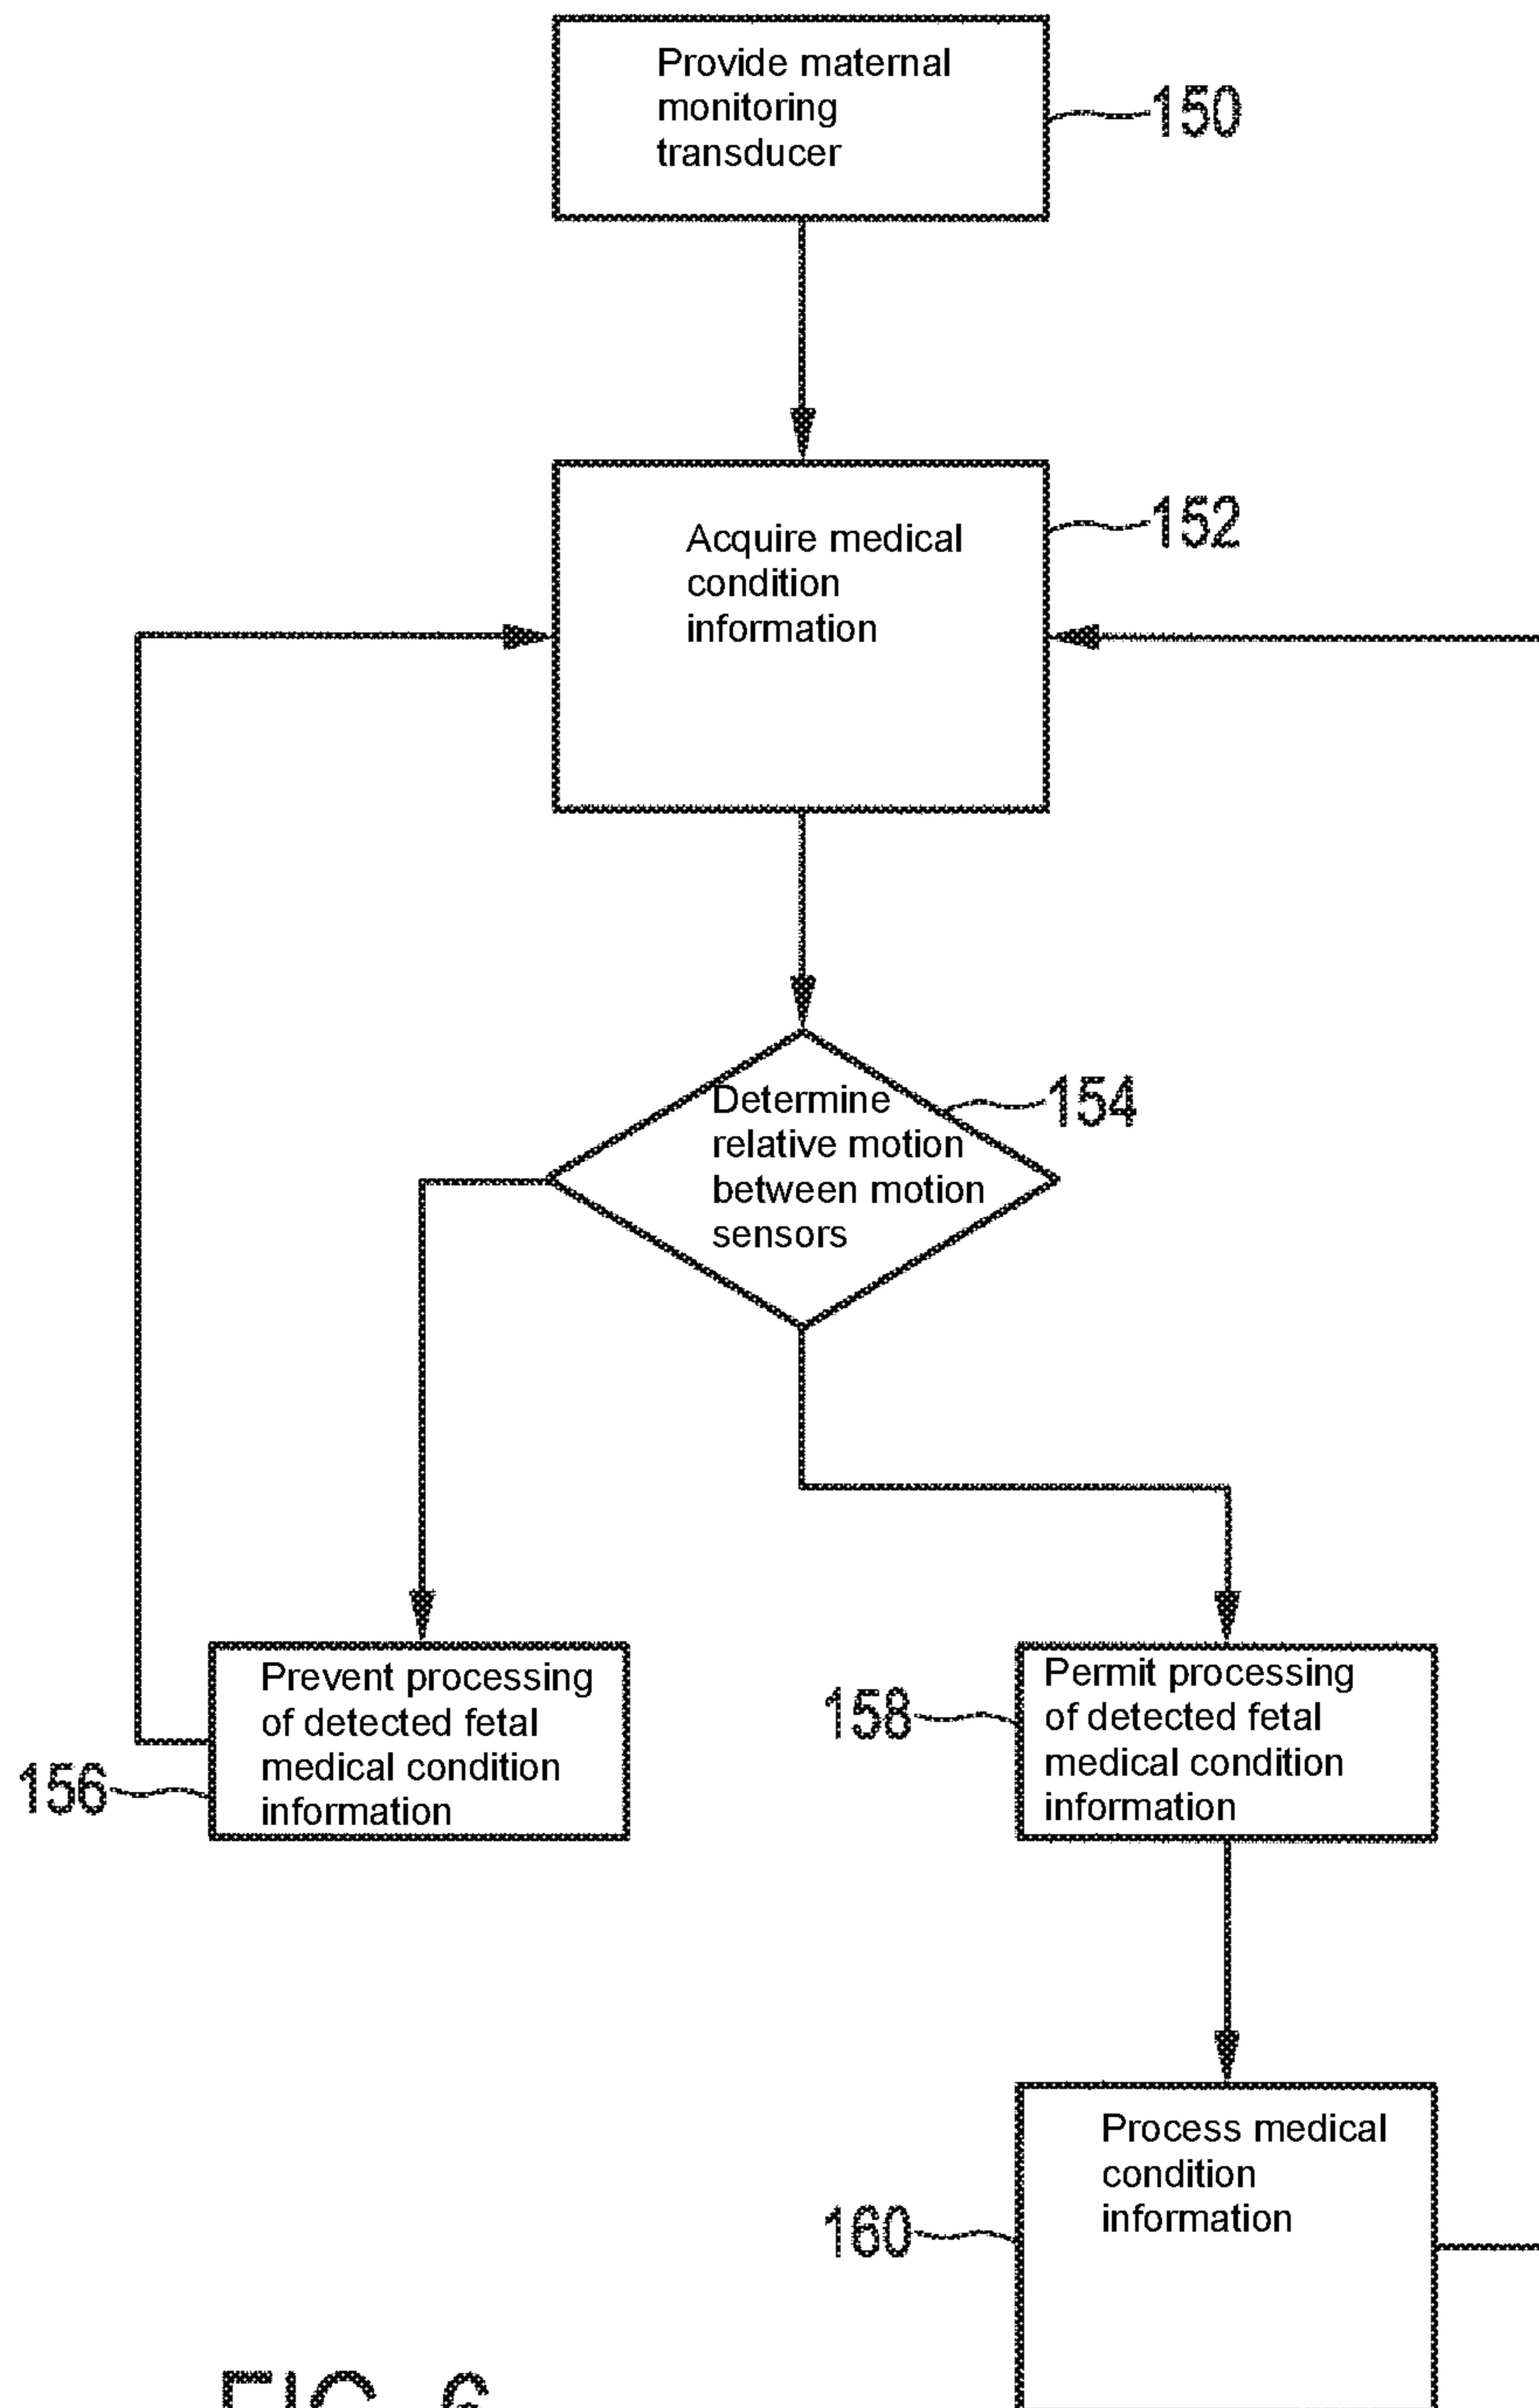 Provide maternal
monitoring
transducer
150
Acquire medical
condition
information
152
Determine
relative motion
between motion
sensors
154
Prevent processing
of detected fetal
medical condition
information
156
Permit processing
of detected fetal
medical condition
information
158
Process medical
condition
information
160
FIG. 6